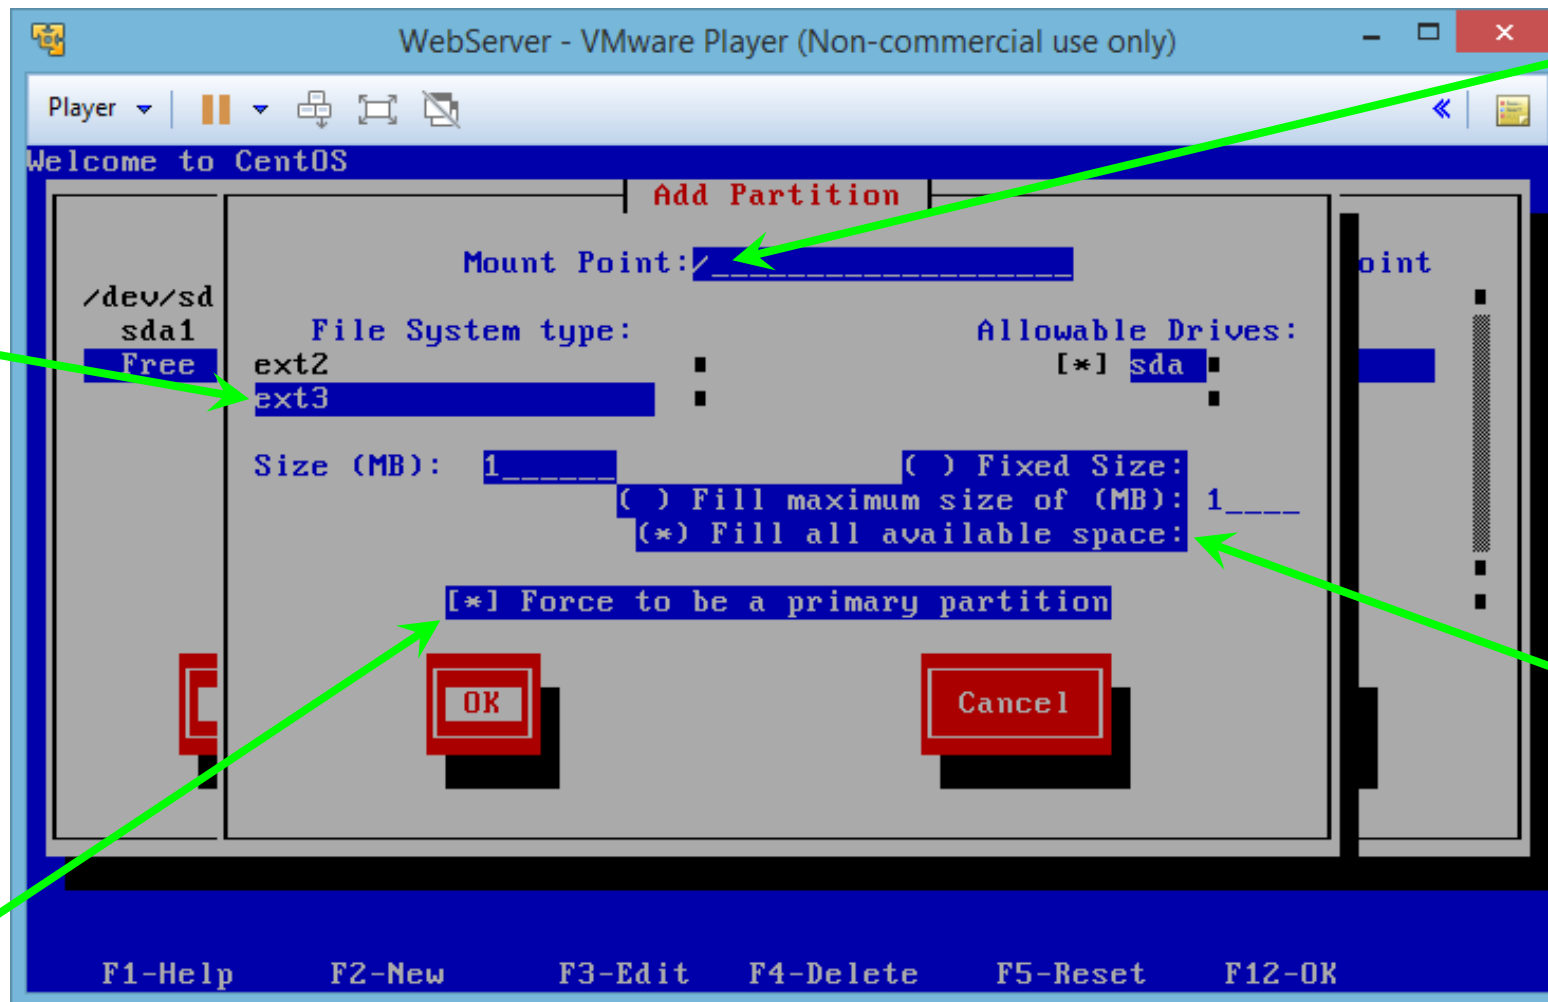 WebServer - VMware Player (Non-commercial use only)
Player
Welcome to CentOS
Add Partition
Mount Point:/____________________ oint
/dev/sd
sda1 File System type: Allowable Drives:
Free ext2 [*] sda
ext3
Size (MB): 1______ ( ) Fixed Size:
( ) Fill maximum size of (MB): 1____
(*) Fill all available space:
[*] Force to be a primary partition
OK Cancel
F1-Help F2-New F3-Edit F4-Delete F5-Reset F12-OK